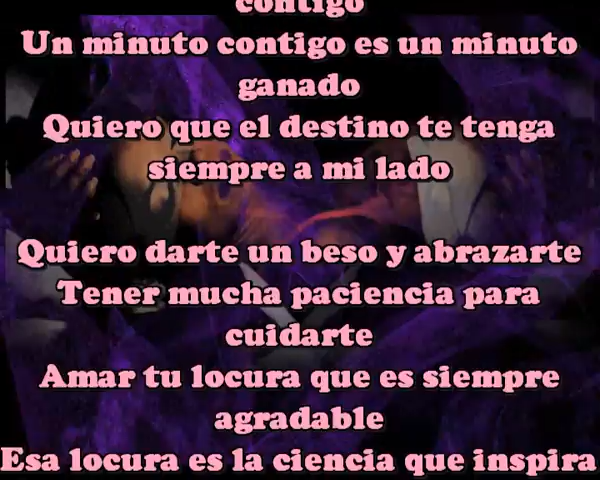 contigo
Un minuto contigo es un minuto
ganado
Quiero que el destino te tenga
siempre a mi lado
Quiero darte un beso y abrazarte
Tener mucha paciencia para
cuidarte
Amar tu locura que es siempre
agradable
Esa locura es la ciencia que inspira